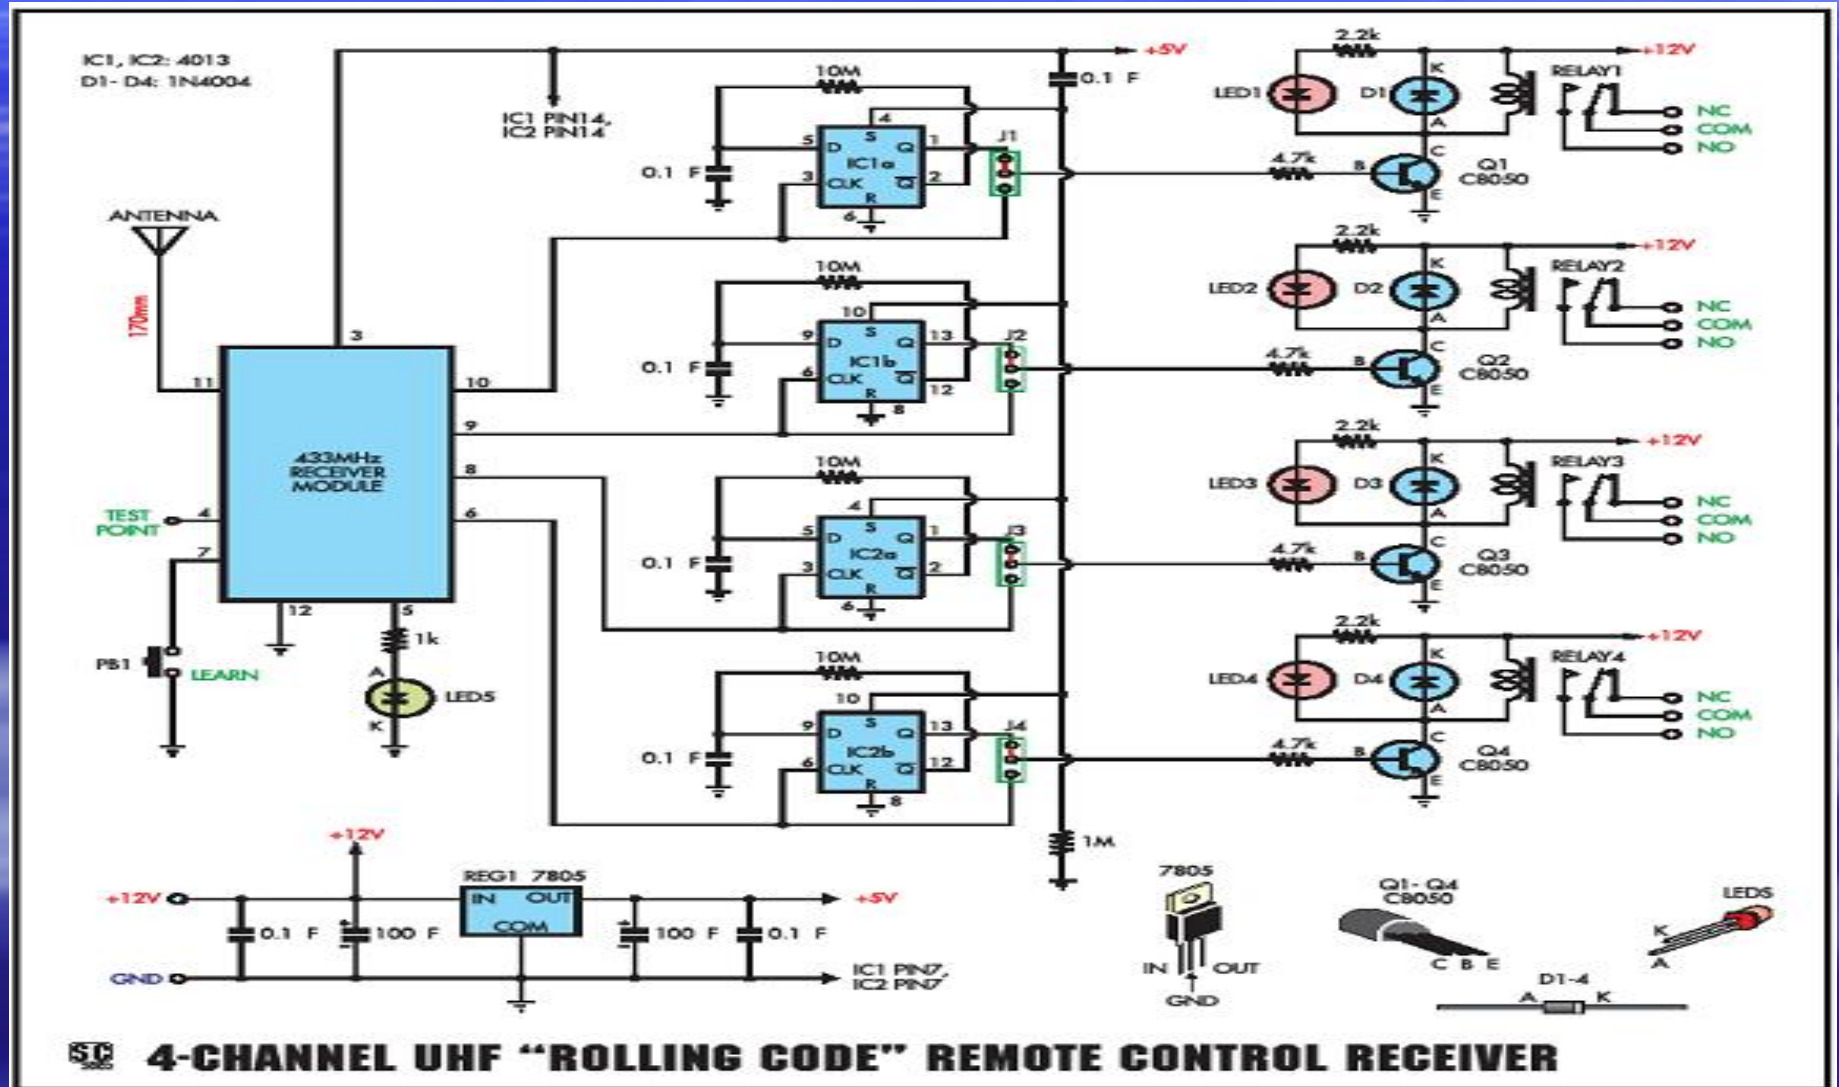 IC1, IC2: 4013
D1- D4: 1N4004
IC1 PIN14,
IC2 PIN14
+5V
0.1 F
ANTENNA
170mm
3
11
10
9
8
6
4
7
12
5
433MHz
RECEIVER
MODULE
TEST
POINT
PB1
LEARN
1k
A
K
LED5
10M
0.1 F
4
5
D
S
Q
1
IC1a
3
CLK
Q
2
R
6
J1
10M
0.1 F
10
9
D
S
Q
13
IC1b
6
CLK
Q
12
R
8
J2
10M
0.1 F
4
5
D
S
Q
1
IC2a
3
CLK
Q
2
R
6
J3
10M
0.1 F
10
9
D
S
Q
13
IC2b
6
CLK
Q
12
R
8
J4
1M
2.2k
+12V
LED1
D1
K
A
RELAY1
NC
COM
NO
4.7k
B
C
E
Q1
C8050
2.2k
+12V
LED2
D2
K
A
RELAY2
NC
COM
NO
4.7k
B
C
E
Q2
C8050
2.2k
+12V
LED3
D3
K
A
RELAY3
NC
COM
NO
4.7k
B
C
E
Q3
C8050
2.2k
+12V
LED4
D4
K
A
RELAY4
NC
COM
NO
4.7k
B
C
E
Q4
C8050
+12V
+12V
REG1 7805
IN
OUT
COM
+5V
0.1 F
+
100 F
+
100 F
0.1 F
GND
IC1 PIN7,
IC2 PIN7
7805
IN
OUT
GND
Q1- Q4
C8050
C B E
LEDS
K
A
D1-4
A
K
SC
4-CHANNEL UHF “ROLLING CODE” REMOTE CONTROL RECEIVER